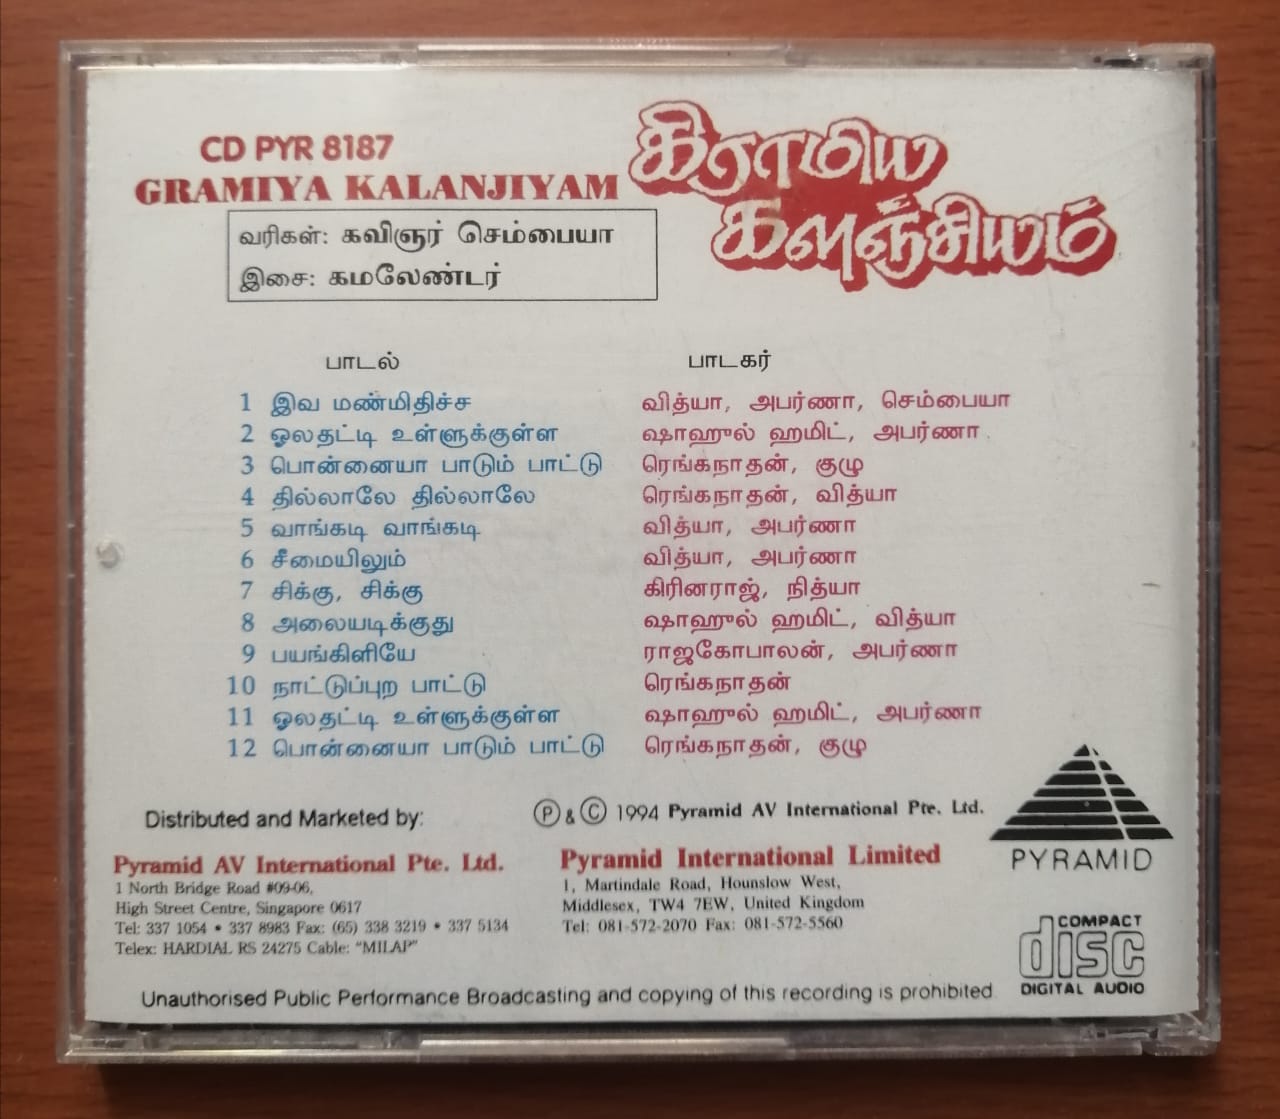 CD PYR 8187
GRAMIYA KALANJIYAM
கிராமிய
களஞ்சியம்
வரிகள்: கவிஞர் செம்பையா
இசை: கமலேண்டர்
பாடல் பாடகர்
1 இவ மண்மிதிச்ச வித்யா, அபர்ணா, செம்பையா
2 ஓலதட்டி உள்ளுக்குள்ள ஷாஹுல் ஹமிட், அபர்ணா
3 பொன்னையா பாடும் பாட்டு ரெங்கநாதன், குழு
4 தில்லாலே தில்லாலே ரெங்கநாதன், வித்யா
5 வாங்கடி வாங்கடி வித்யா, அபர்ணா
6 சீமையிலும் வித்யா, அபர்ணா
7 சிக்கு, சிக்கு கிரினராஜ், நித்யா
8 அலையடிக்குது ஷாஹுல் ஹமிட், வித்யா
9 பயங்கிளியே ராஜகோபாலன், அபர்ணா
10 நாட்டுப்புற பாட்டு ரெங்கநாதன்
11 ஓலதட்டி உள்ளுக்குள்ள ஷாஹுல் ஹமிட், அபர்ணா
12 பொன்னையா பாடும் பாட்டு ரெங்கநாதன், குழு
Distributed and Marketed by: Ⓟ & © 1994 Pyramid AV International Pte. Ltd.
PYRAMID
Pyramid AV International Pte. Ltd.
1 North Bridge Road #09-06,
High Street Centre, Singapore 0617
Tel: 337 1054 • 337 8983 Fax: (65) 338 3219 • 337 5134
Telex: HARDIAL RS 24275 Cable: "MILAP"
Pyramid International Limited
1, Martindale Road, Hounslow West,
Middlesex, TW4 7EW, United Kingdom
Tel: 081-572-2070 Fax: 081-572-5560
COMPACT
disc
DIGITAL AUDIO
Unauthorised Public Performance Broadcasting and copying of this recording is prohibited